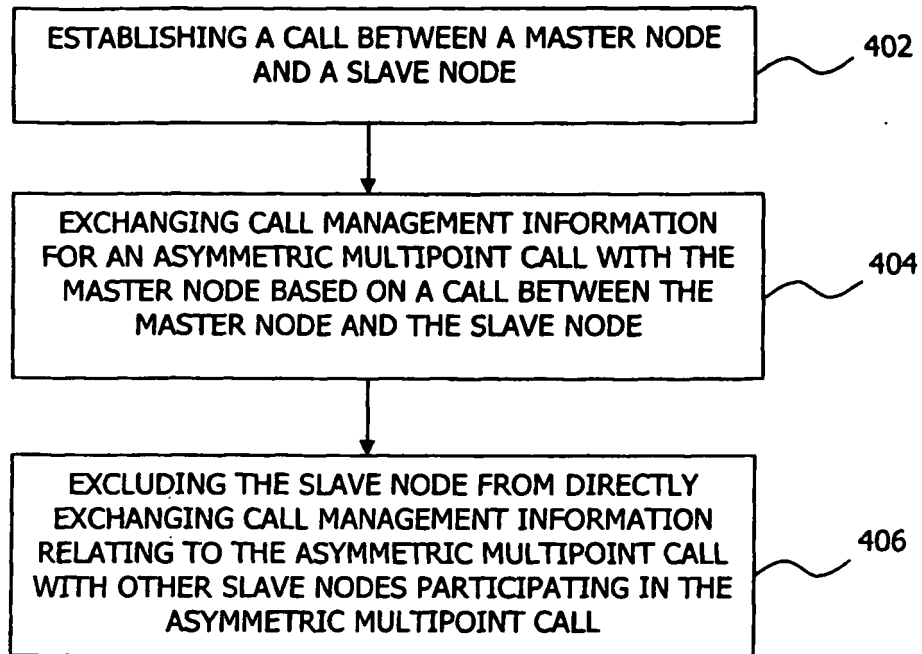 ESTABLISHING A CALL BETWEEN A MASTER NODE
AND A SLAVE NODE
402
EXCHANGING CALL MANAGEMENT INFORMATION
FOR AN ASYMMETRIC MULTIPOINT CALL WITH THE
MASTER NODE BASED ON A CALL BETWEEN THE
MASTER NODE AND THE SLAVE NODE
404
EXCLUDING THE SLAVE NODE FROM DIRECTLY
EXCHANGING CALL MANAGEMENT INFORMATION
RELATING TO THE ASYMMETRIC MULTIPOINT CALL
WITH OTHER SLAVE NODES PARTICIPATING IN THE
ASYMMETRIC MULTIPOINT CALL
406